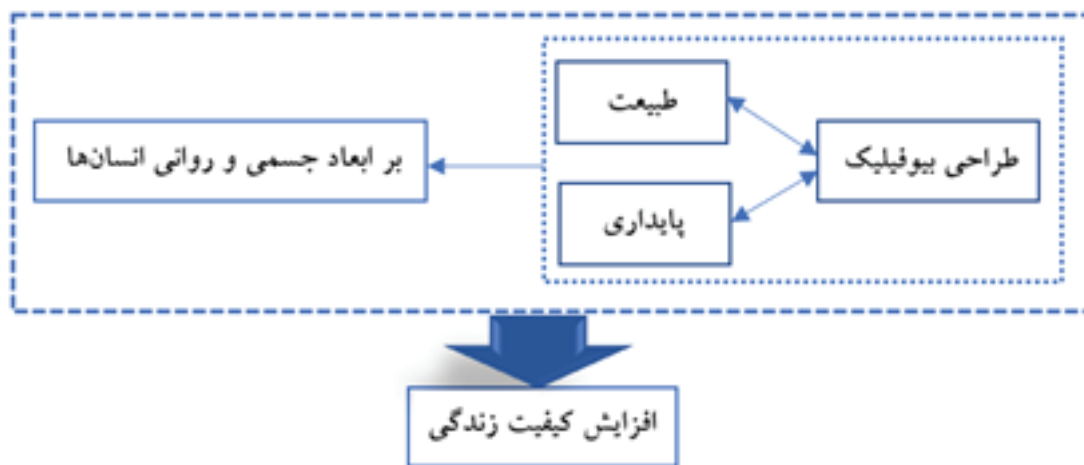 طبیعت
طراحی بیوفیلیک
بر ابعاد جسمی و روانی انسان‌ها
پایداری
افزایش کیفیت زندگی